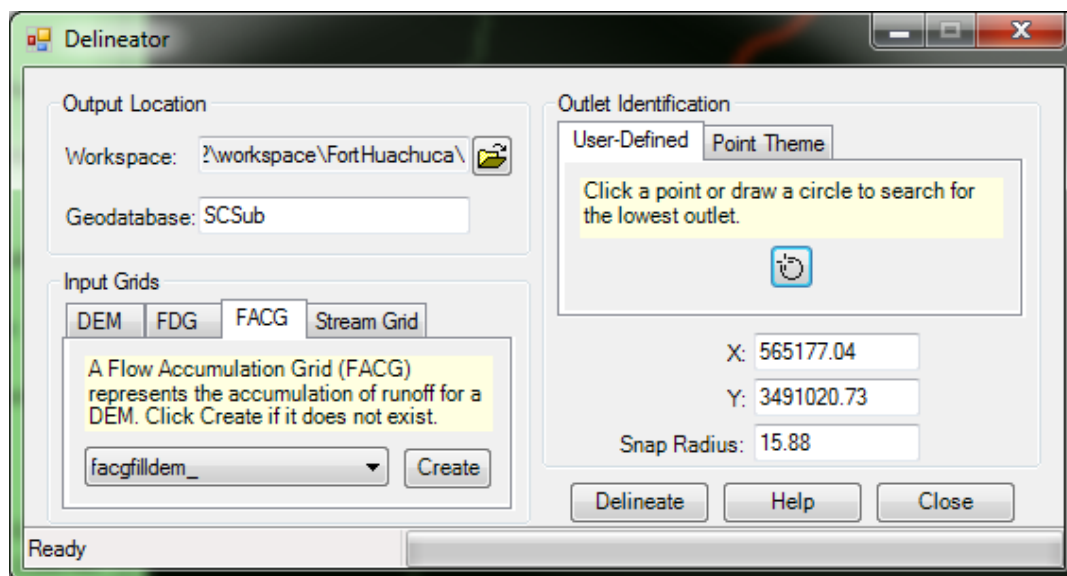 Delineator
Output Location
Workspace: ?\workspace\FortHuachuca\
Geodatabase: SCSub
Input Grids
DEM FDG FACG Stream Grid
A Flow Accumulation Grid (FACG)
represents the accumulation of runoff for a
DEM. Click Create if it does not exist.
facgfilldem_ Create
Outlet Identification
User-Defined Point Theme
Click a point or draw a circle to search for
the lowest outlet.
X: 565177.04
Y: 3491020.73
Snap Radius: 15.88
Delineate Help Close
Ready